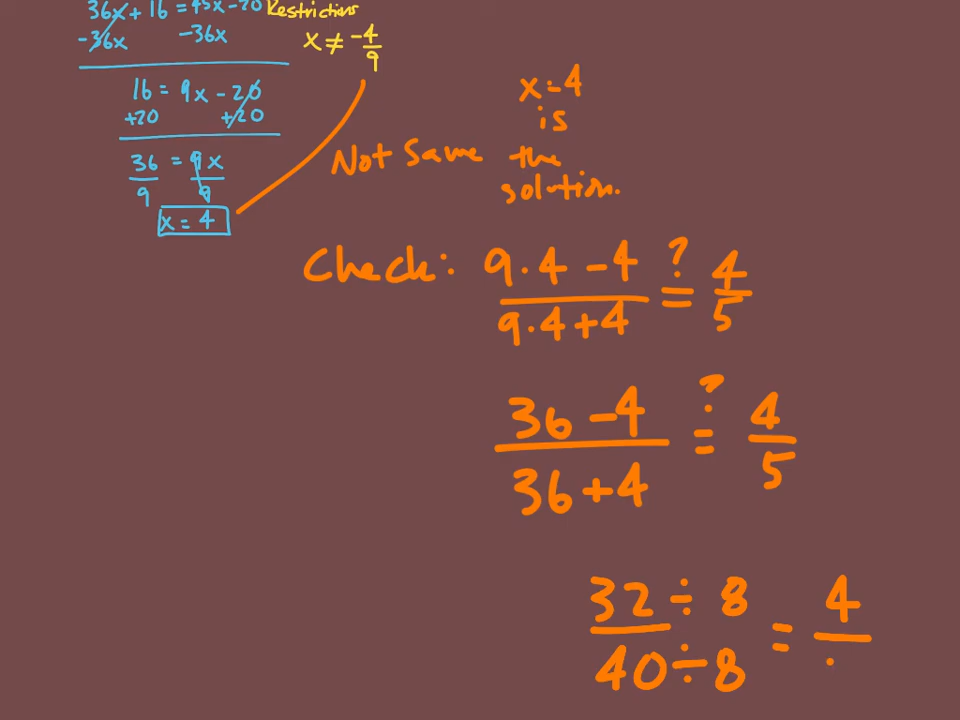 36x + 16 = 45x - 20
-36x -36x
16 = 9x - 20
+20 +20
36 = 9x
9 9
x = 4
Restrictions
x ≠ -4/9
Not Same
x = 4
is
the
solution.
Check: 9·4 - 4 / 9·4 + 4 ?= 4/5
36 - 4 / 36 + 4 ?= 4/5
32 ÷ 8 / 40 ÷ 8 = 4/